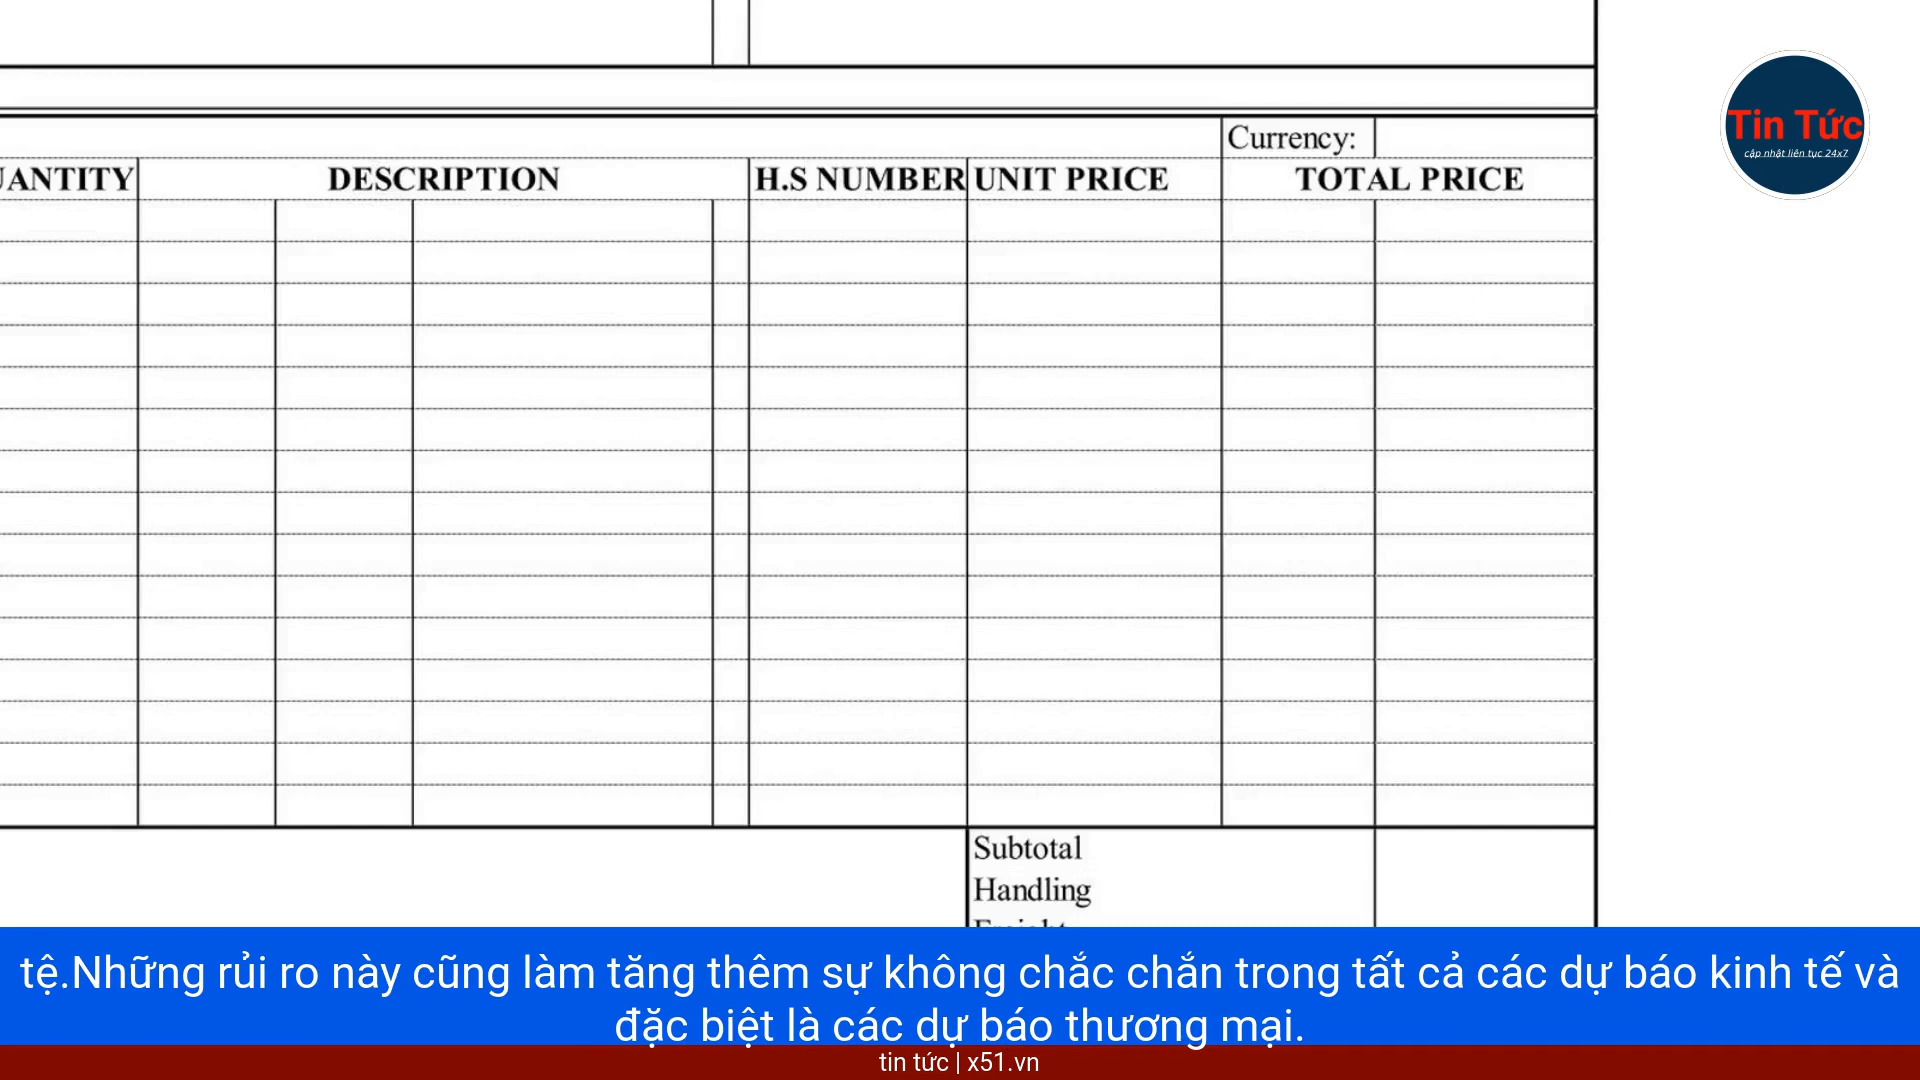 Currency:
UANTITY DESCRIPTION H.S NUMBER UNIT PRICE TOTAL PRICE
Tin Tức
cập nhật liên tục 24x7
Subtotal
Handling
Freight
tệ.Những rủi ro này cũng làm tăng thêm sự không chắc chắn trong tất cả các dự báo kinh tế và
đặc biệt là các dự báo thương mại.
tin tức | x51.vn